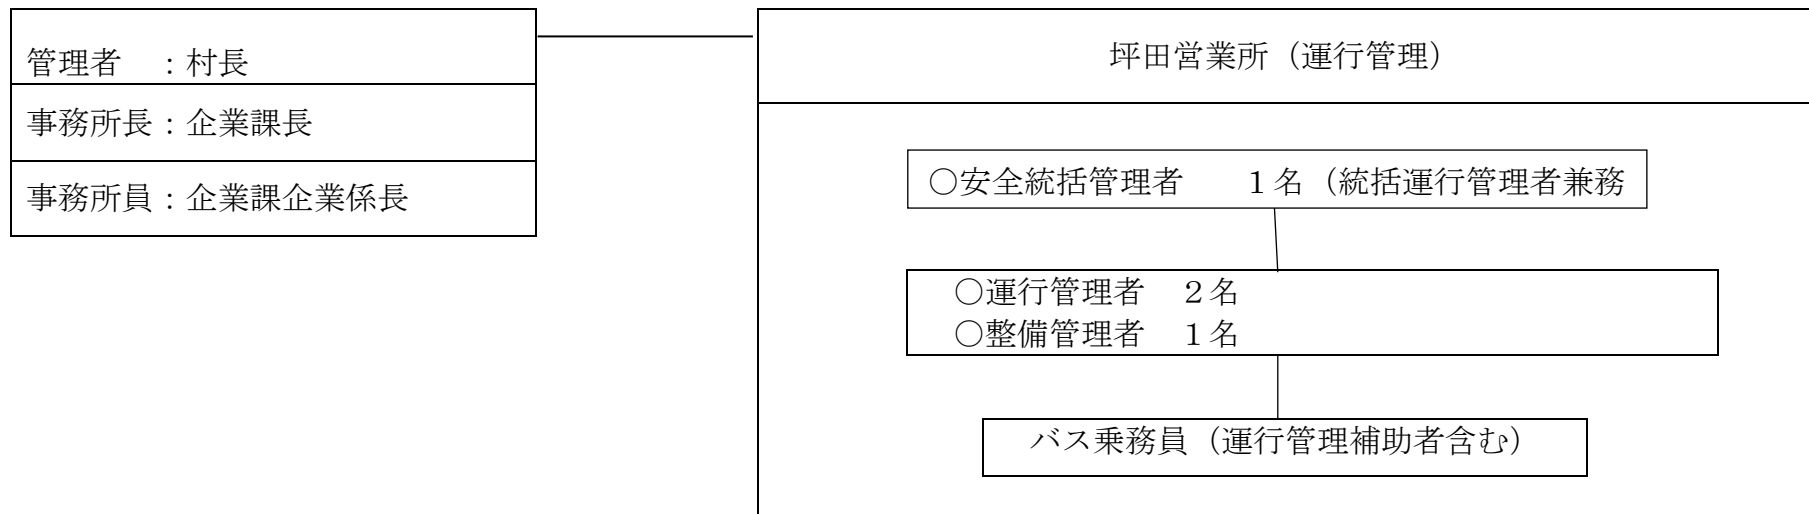 管理者　：村長
事務所長：企業課長
事務所員：企業課企業係長
坪田営業所（運行管理）
○安全統括管理者　　１名（統括運行管理者兼務
○運行管理者　２名
○整備管理者　１名
バス乗務員（運行管理補助者含む）